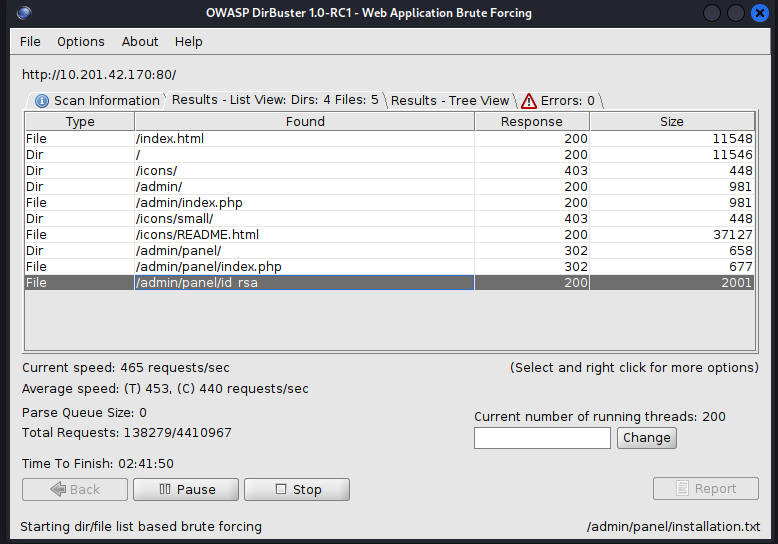 OWASP DirBuster 1.0-RC1 - Web Application Brute Forcing
File Options About Help
http://10.201.42.170:80/
Scan Information Results - List View: Dirs: 4 Files: 5 Results - Tree View Errors: 0
Type Found Response Size
File /index.html 200 11548
Dir / 200 11546
Dir /icons/ 403 448
Dir /admin/ 200 981
File /admin/index.php 200 981
Dir /icons/small/ 403 448
File /icons/README.html 200 37127
Dir /admin/panel/ 302 658
File /admin/panel/index.php 302 677
File /admin/panel/id_rsa 200 2001
Current speed: 465 requests/sec (Select and right click for more options)
Average speed: (T) 453, (C) 440 requests/sec
Parse Queue Size: 0 Current number of running threads: 200
Total Requests: 138279/4410967
Change
Time To Finish: 02:41:50
Back Pause Stop Report
Starting dir/file list based brute forcing /admin/panel/installation.txt